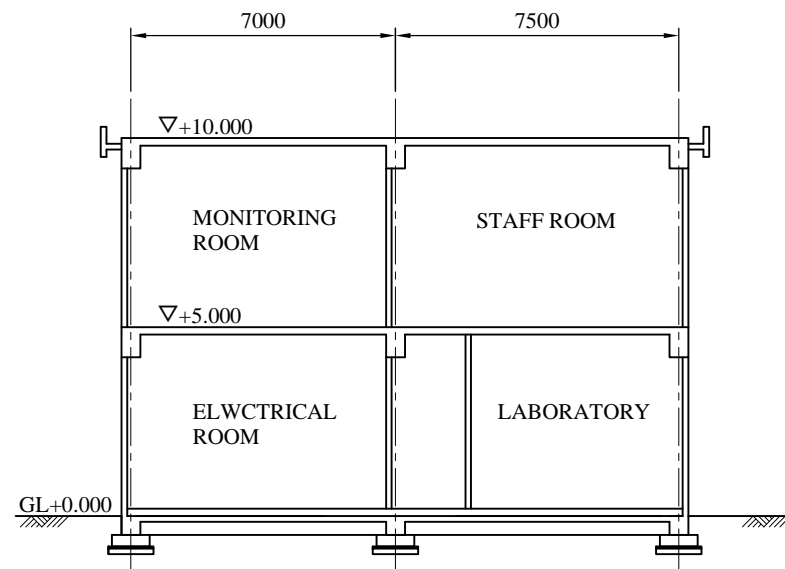 7000
7500
▽+10.000
MONITORING
ROOM
STAFF ROOM
▽+5.000
ELWCTRICAL
ROOM
LABORATORY
GL+0.000